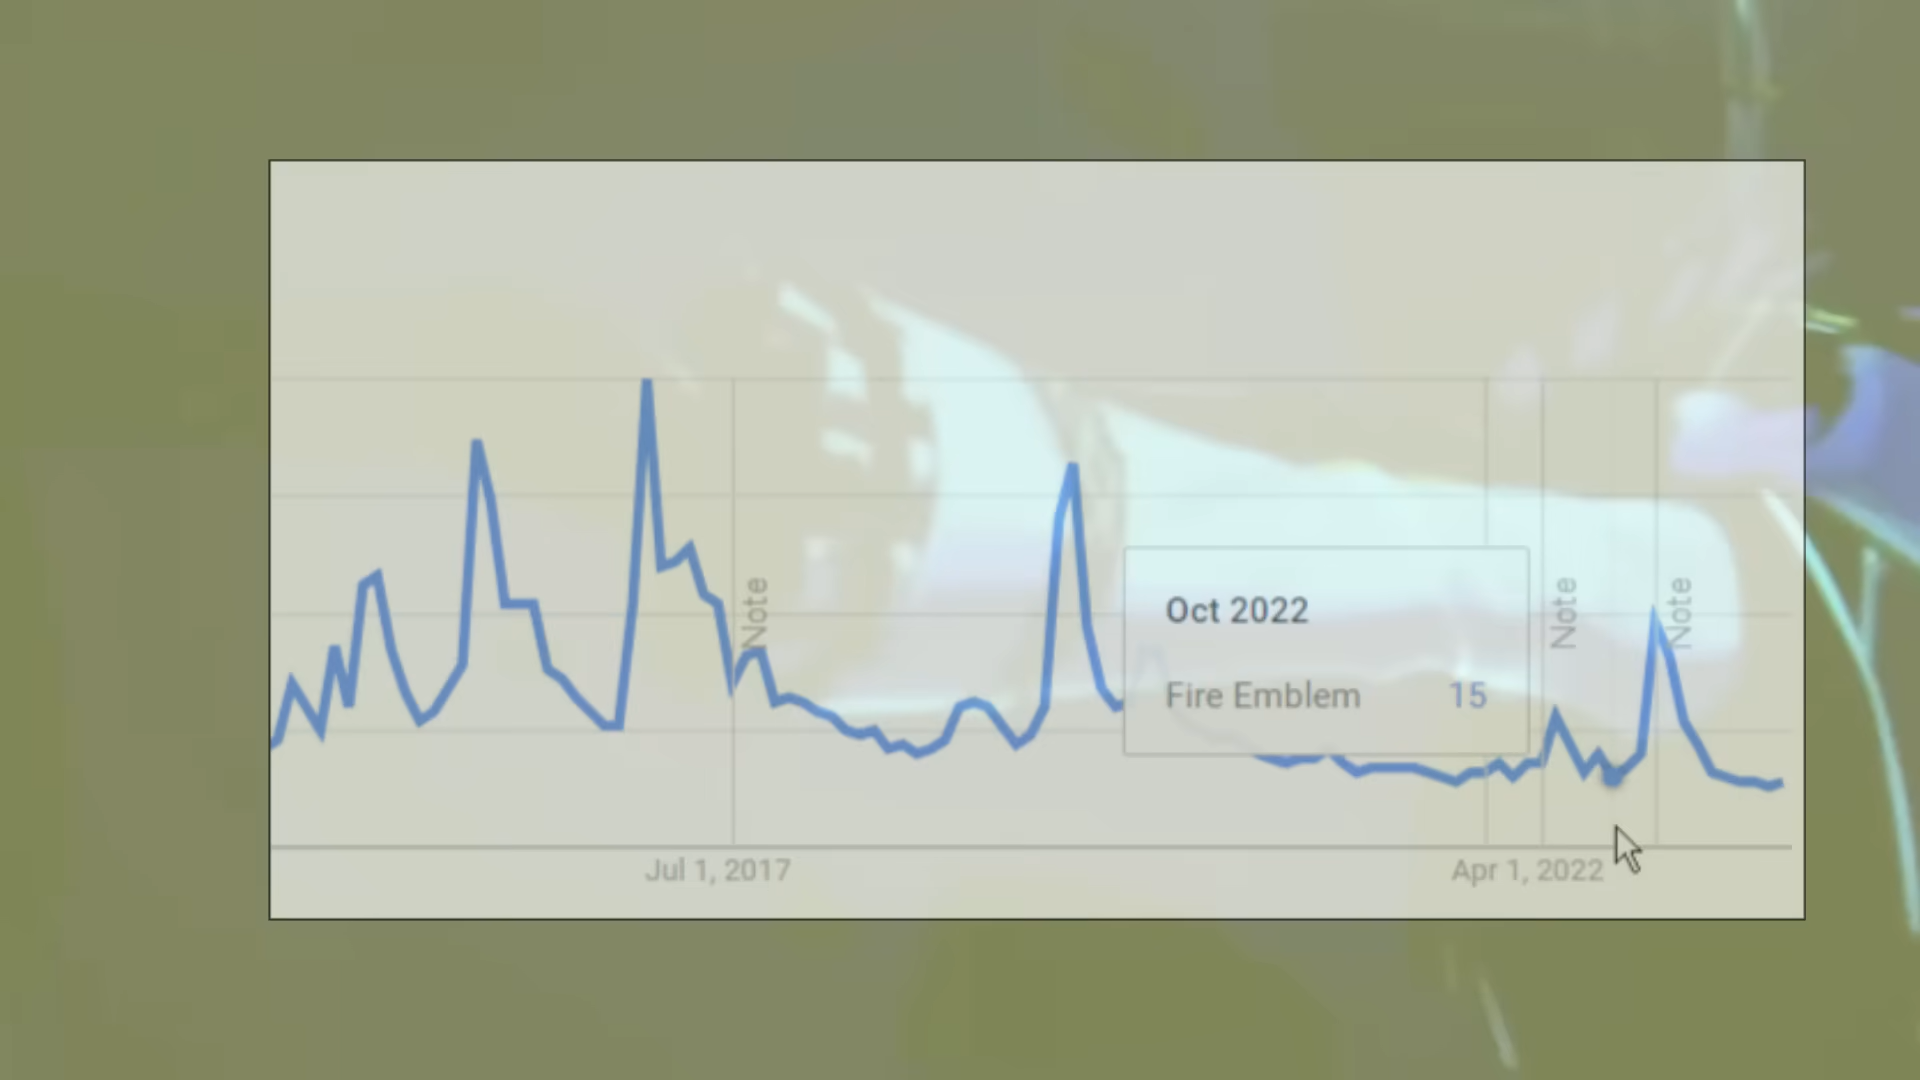 Note
Oct 2022
Fire Emblem 15
Note
Note
Jul 1, 2017
Apr 1, 2022